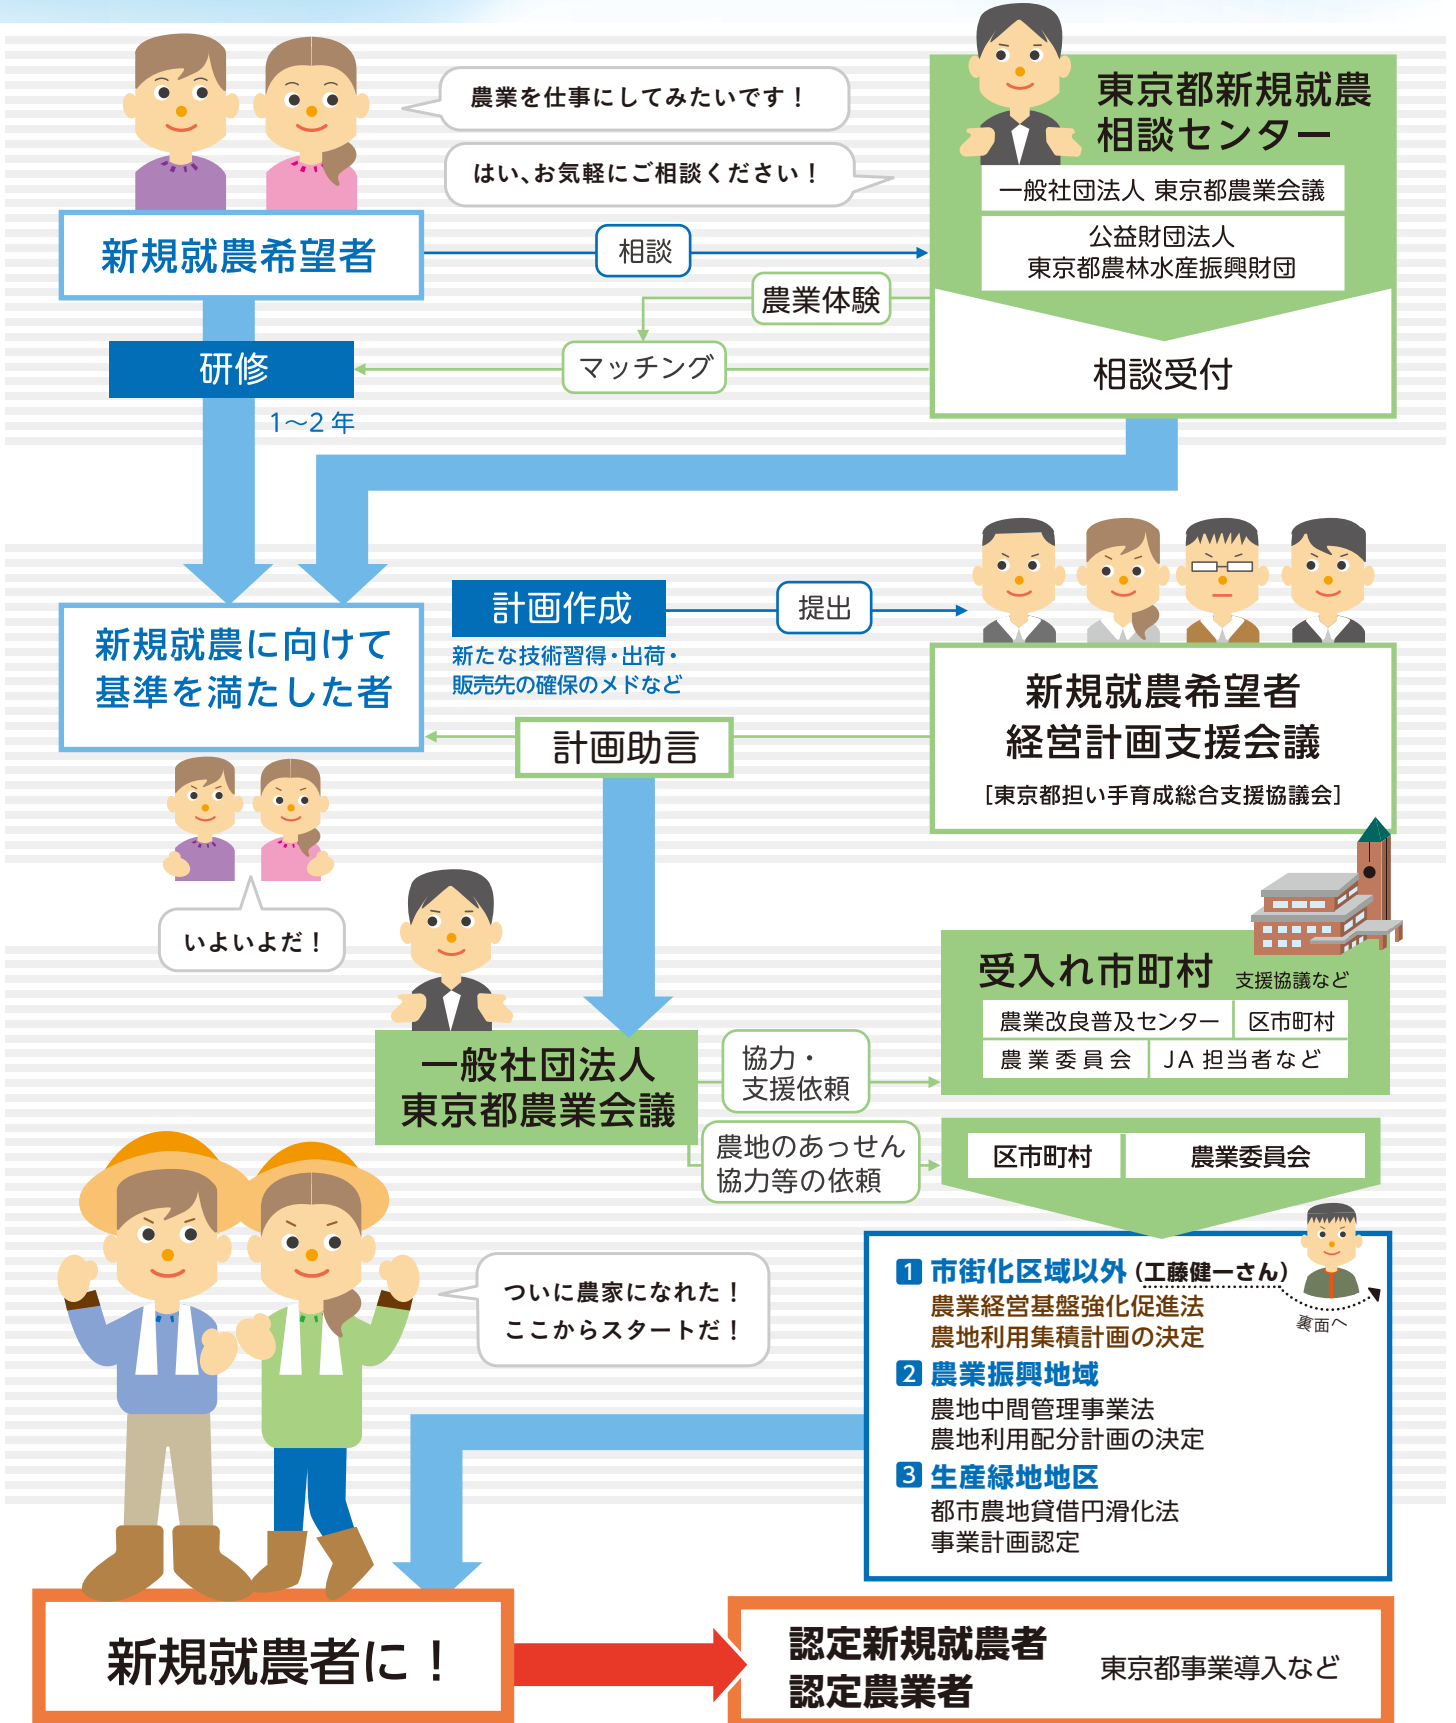 農業を仕事にしてみたいです！
はい、お気軽にご相談ください！
東京都新規就農
相談センター
一般社団法人 東京都農業会議
公益財団法人
東京都農林水産振興財団
新規就農希望者
相談
農業体験
マッチング
相談受付
研修
1～2年
新規就農に向けて
基準を満たした者
計画作成
新たな技術習得・出荷・
販売先の確保のメドなど
提出
計画助言
新規就農希望者
経営計画支援会議
［東京都担い手育成総合支援協議会］
いよいよだ！
一般社団法人
東京都農業会議
協力・
支援依頼
農地のあっせん
協力等の依頼
受入れ市町村 支援協議など
農業改良普及センター 区市町村
農業委員会 JA担当者など
区市町村 農業委員会
1 市街化区域以外（工藤健一さん）
農業経営基盤強化促進法
農地利用集積計画の決定
裏面へ
2 農業振興地域
農地中間管理事業法
農地利用配分計画の決定
3 生産緑地地区
都市農地貸借円滑化法
事業計画認定
ついに農家になれた！
ここからスタートだ！
新規就農者に！
認定新規就農者
認定農業者
東京都事業導入など